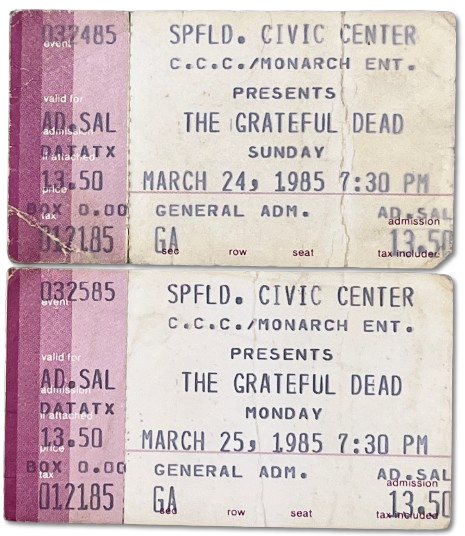 032485 SPFLD. CIVIC CENTER
event
C.C.C./MONARCH ENT.
valid for
PRESENTS
AD.SAL THE GRATEFUL DEAD
admission
DATATX SUNDAY
if attached
13.50 MARCH 24, 1985 7:30 PM
price
BOX 0.00 GENERAL ADM. AD.SAL
tax admission
012185 GA 13.50
sec row seat tax included
032585 SPFLD. CIVIC CENTER
event
C.C.C./MONARCH ENT.
valid for
PRESENTS
AD.SAL THE GRATEFUL DEAD
admission
DATATX MONDAY
if attached
13.50 MARCH 25, 1985 7:30 PM
price
BOX 0.00 GENERAL ADM. AD.SAL
tax admission
012185 GA 13.50
sec row seat tax included